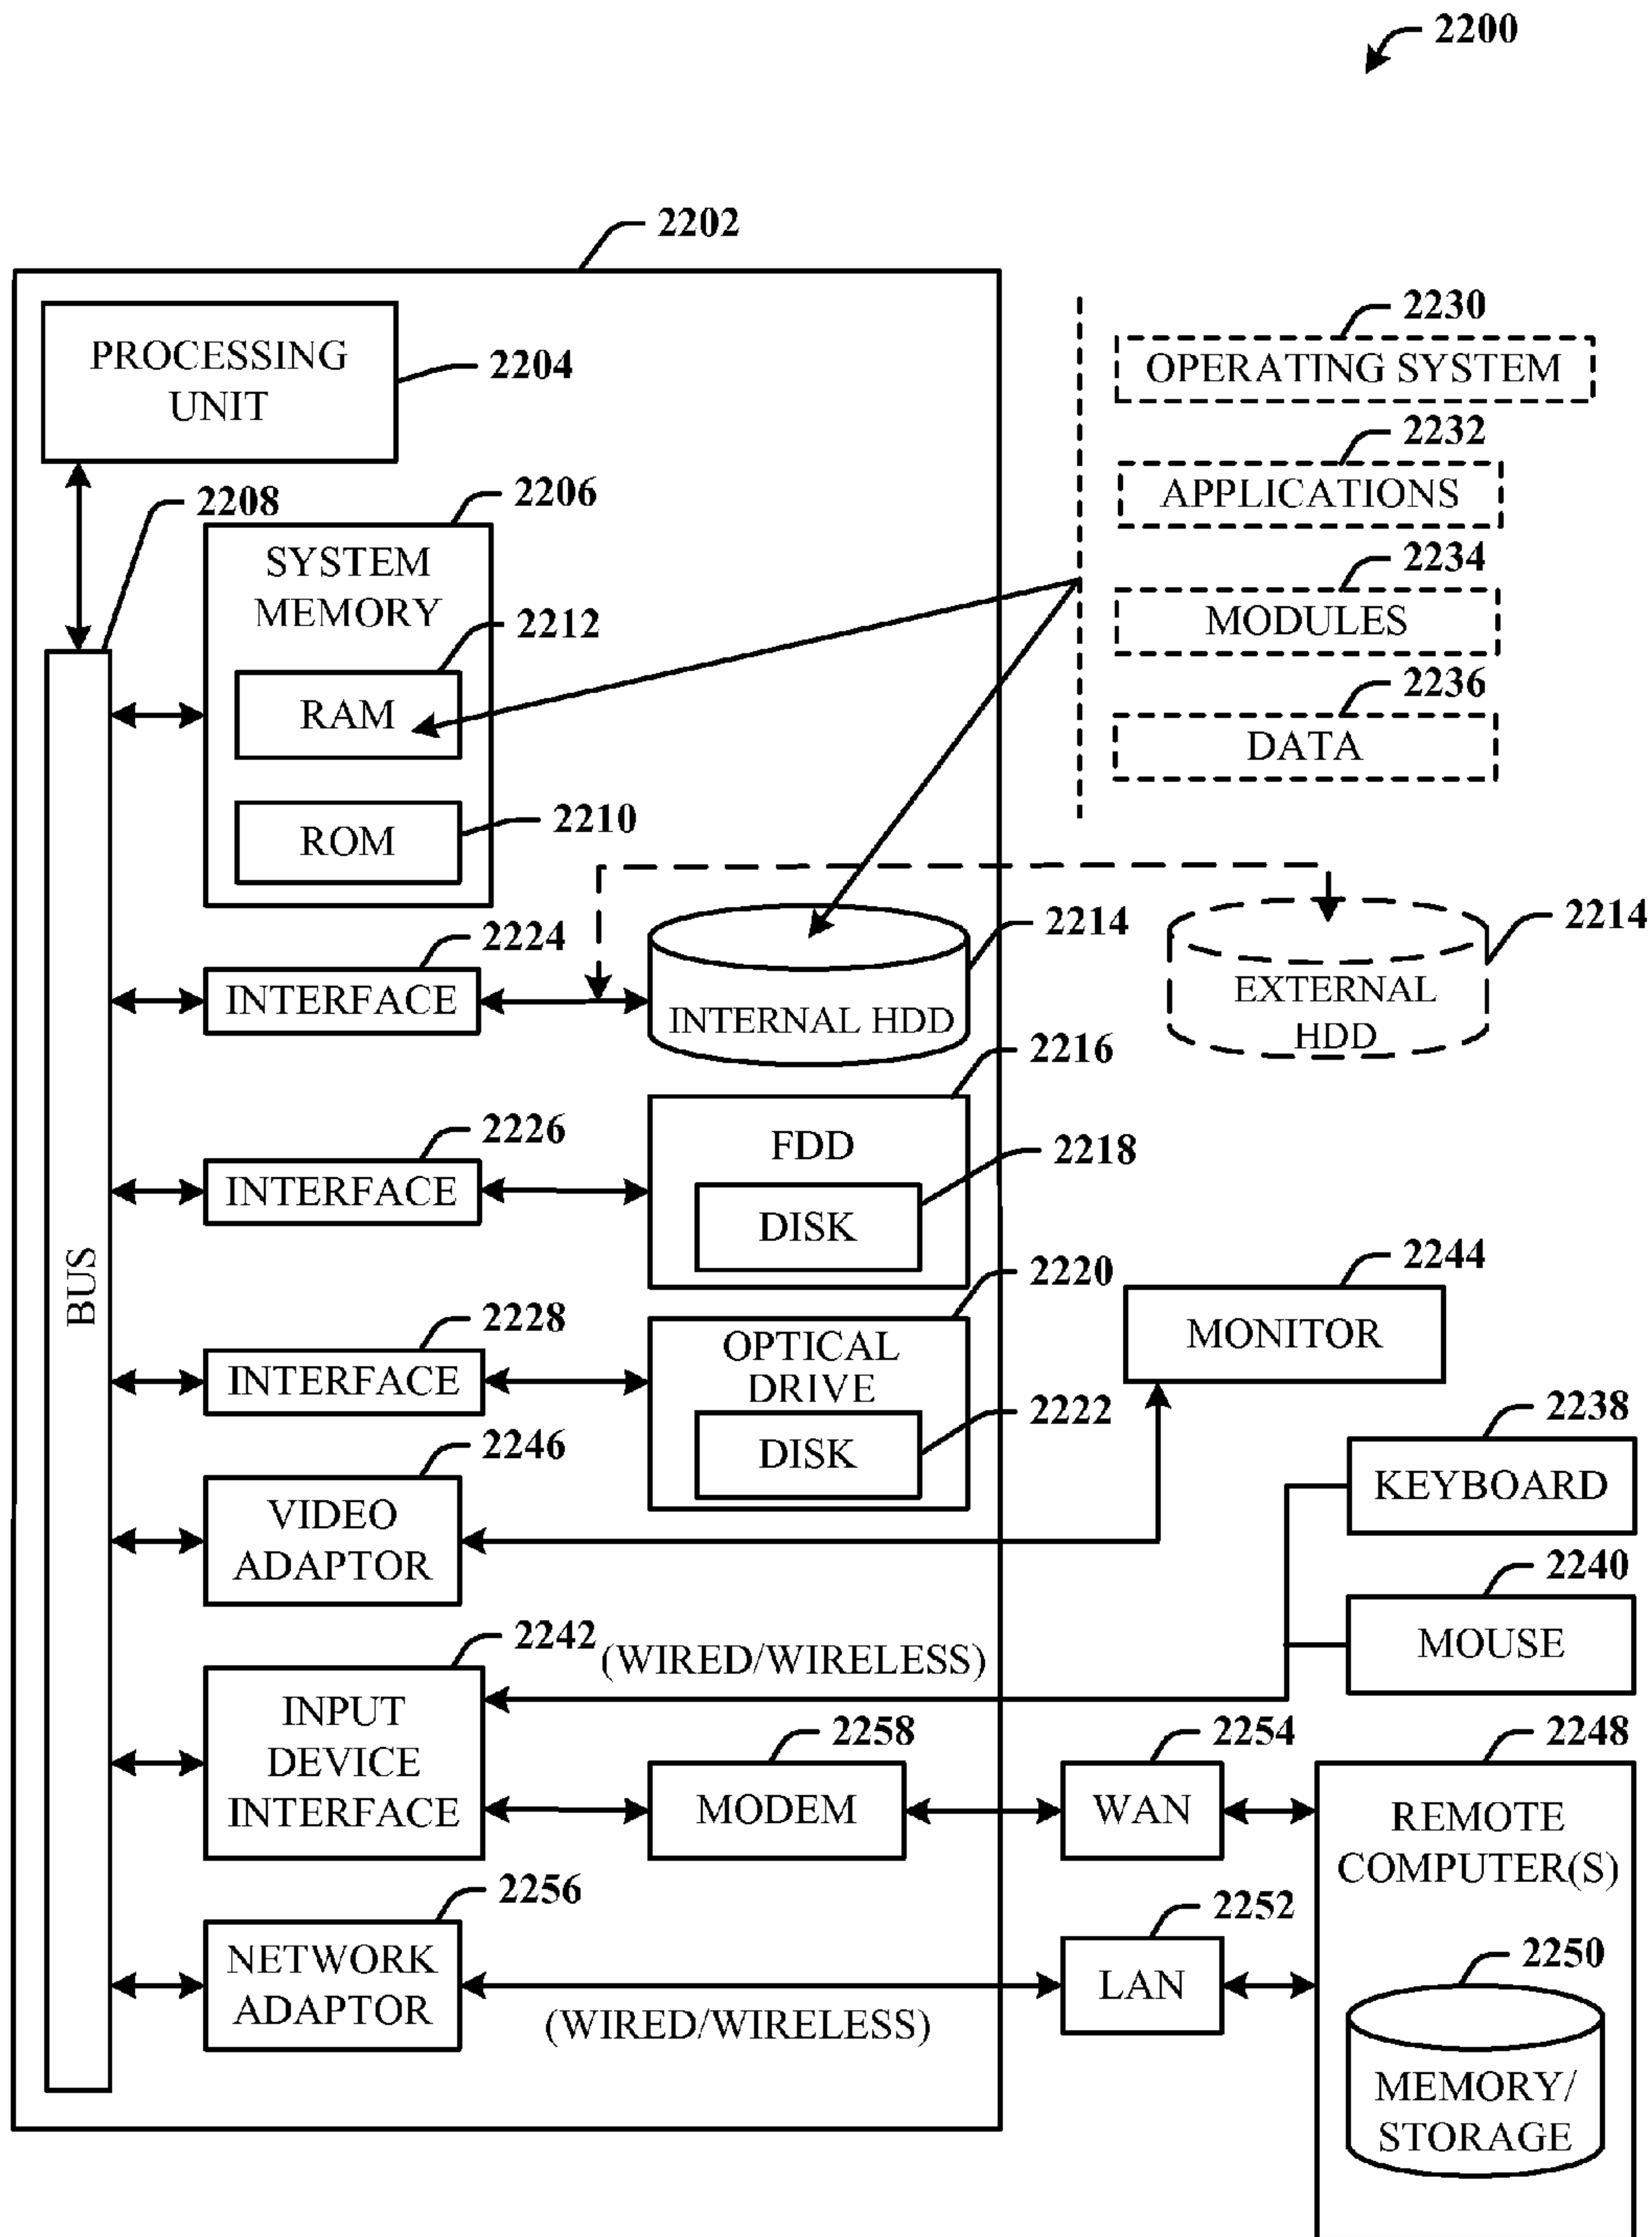 2200
2202
PROCESSING
UNIT
2204
2230
OPERATING SYSTEM
2232
APPLICATIONS
2234
MODULES
2236
DATA
2208
2206
SYSTEM
MEMORY
2212
RAM
2210
ROM
2224
INTERFACE
2214
INTERNAL HDD
2214
EXTERNAL
HDD
2216
2226
INTERFACE
FDD
2218
DISK
BUS
2220
2228
INTERFACE
OPTICAL
DRIVE
2222
DISK
2244
MONITOR
2238
KEYBOARD
2246
VIDEO
ADAPTOR
2240
MOUSE
2242
(WIRED/WIRELESS)
INPUT
DEVICE
INTERFACE
2258
MODEM
2254
WAN
2248
REMOTE
COMPUTER(S)
2256
NETWORK
ADAPTOR
(WIRED/WIRELESS)
2252
LAN
2250
MEMORY/
STORAGE